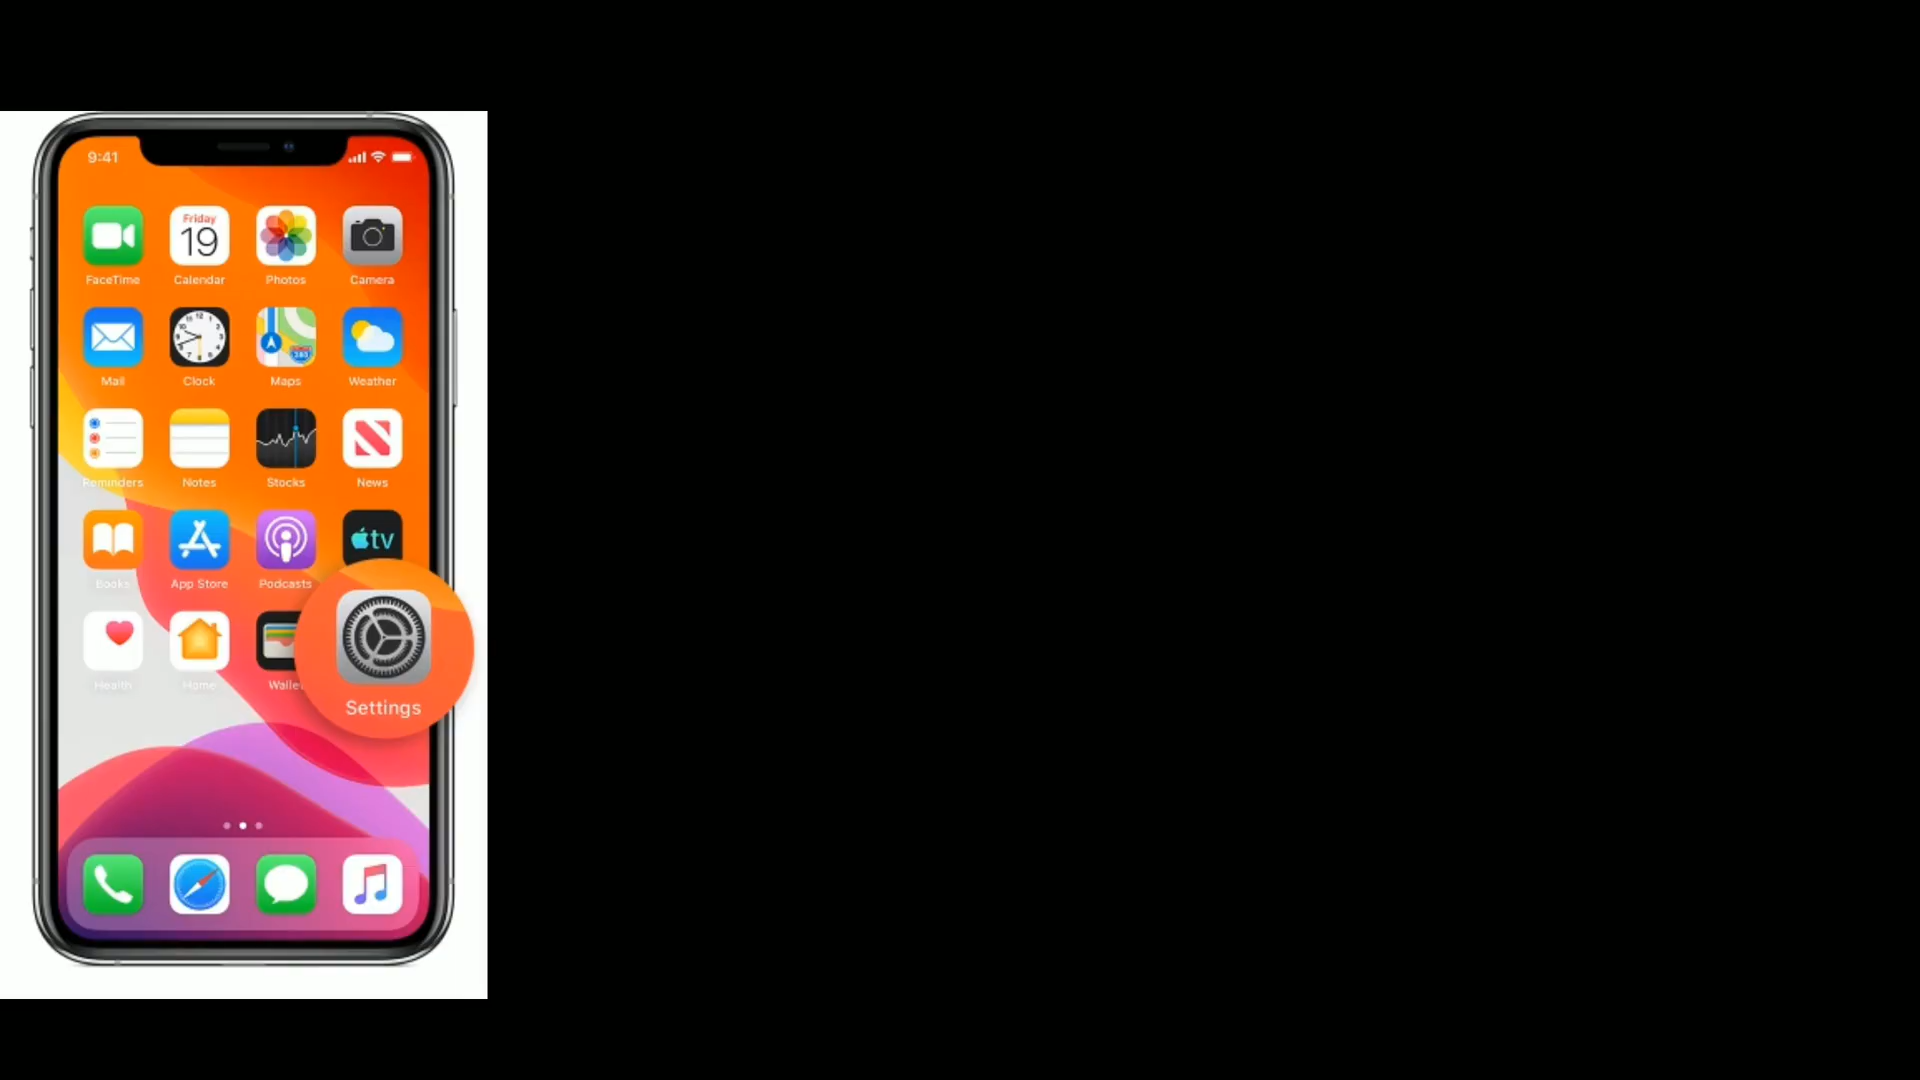 9:41
Friday
19
FaceTime Calendar Photos Camera
Mail Clock Maps Weather
Reminders Notes Stocks News
tv
Books App Store Podcasts
Health Home
Settings